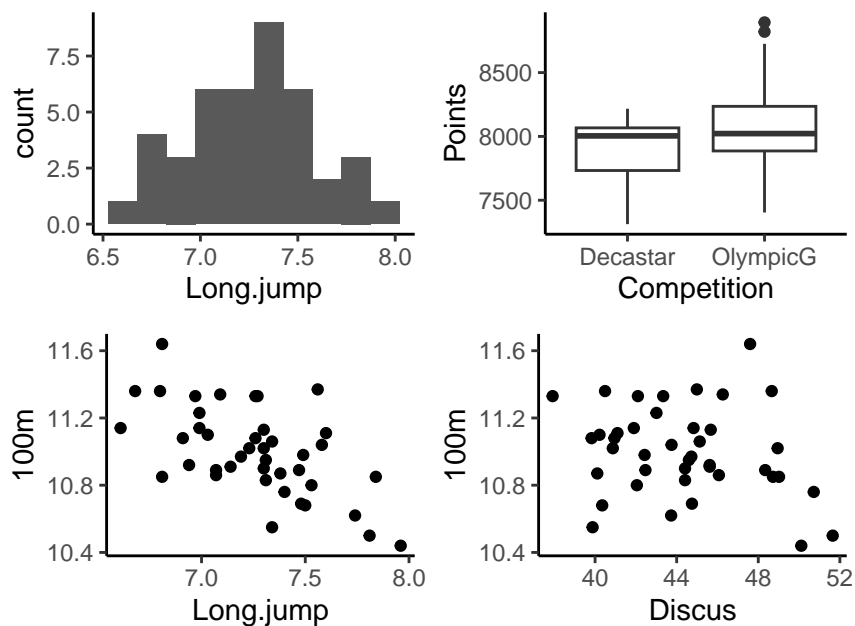 count
7.5
5.0
2.5
0.0
6.5 7.0 7.5 8.0
Long.jump
Points
8500
8000
7500
Decastar OlympicG
Competition
100m
11.6
11.2
10.8
10.4
7.0 7.5 8.0
Long.jump
100m
11.6
11.2
10.8
10.4
40 44 48 52
Discus